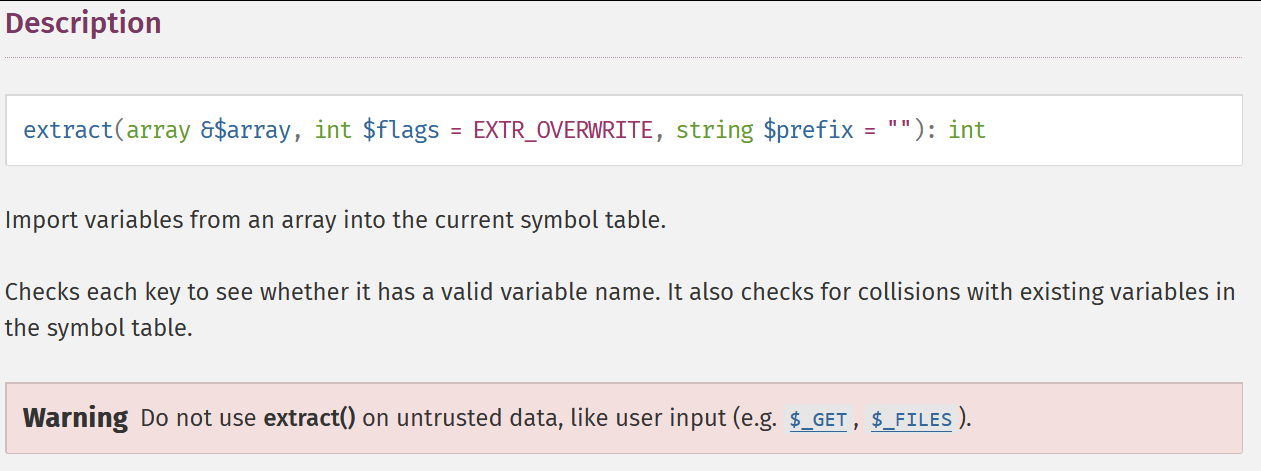 Description
extract(array &$array, int $flags = EXTR_OVERWRITE, string $prefix = ""): int
Import variables from an array into the current symbol table.
Checks each key to see whether it has a valid variable name. It also checks for collisions with existing variables in
the symbol table.
Warning Do not use extract() on untrusted data, like user input (e.g. $_GET, $_FILES).